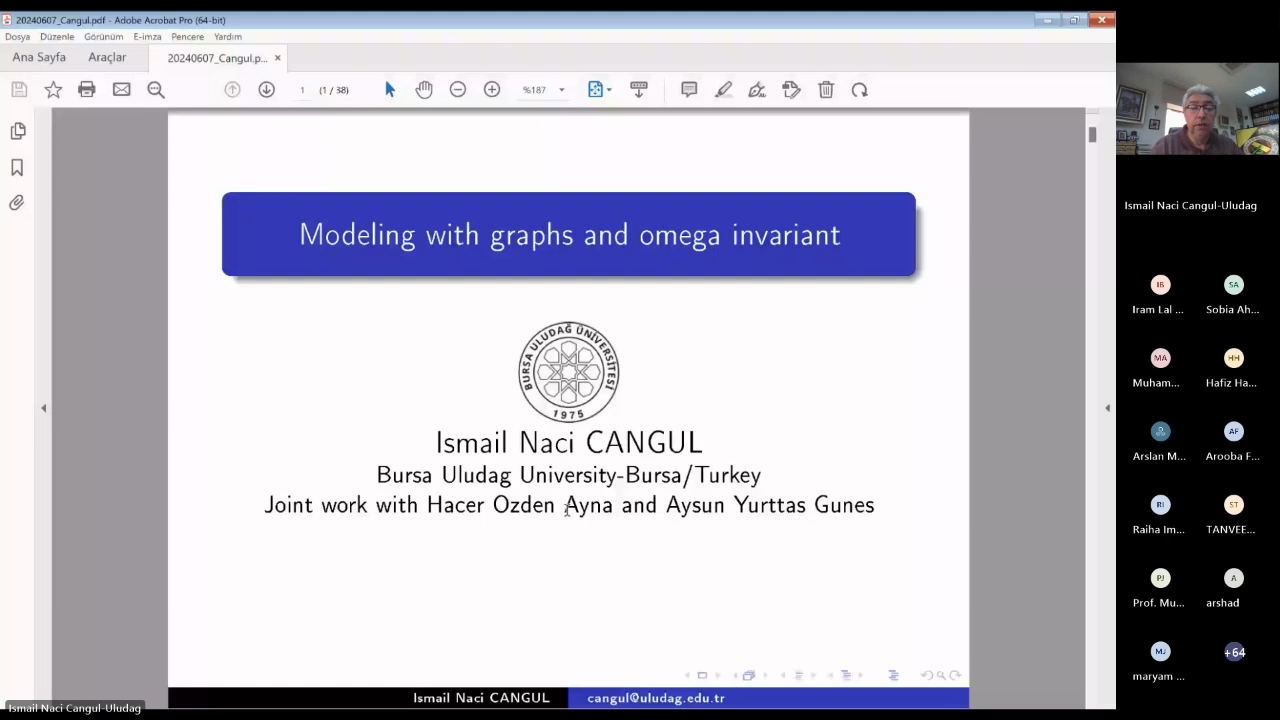 20240607_Cangul.pdf - Adobe Acrobat Pro (64-bit)
Dosya Düzenle Görünüm E-imza Pencere Yardım
Ana Sayfa Araçlar 20240607_Cangul.p... ×
1 (1 / 38) %187
Modeling with graphs and omega invariant
BURSA ULUDAĞ ÜNİVERSİTESİ
1975
Ismail Naci CANGUL
Bursa Uludag University-Bursa/Turkey
Joint work with Hacer Ozden Ayna and Aysun Yurttas Gunes
Ismail Naci CANGUL cangul@uludag.edu.tr
Ismail Naci Cangul-Uludag
Ismail Naci Cangul-Uludag
IB SA
Iram Lal ... Sobia Ah...
MA HH
Muham... Hafiz Ha...
AF
Arslan M... Arooba F...
RI ST
Raiha Im... TANVEE...
PJ A
Prof. Mu... arshad
MJ +64
maryam ...